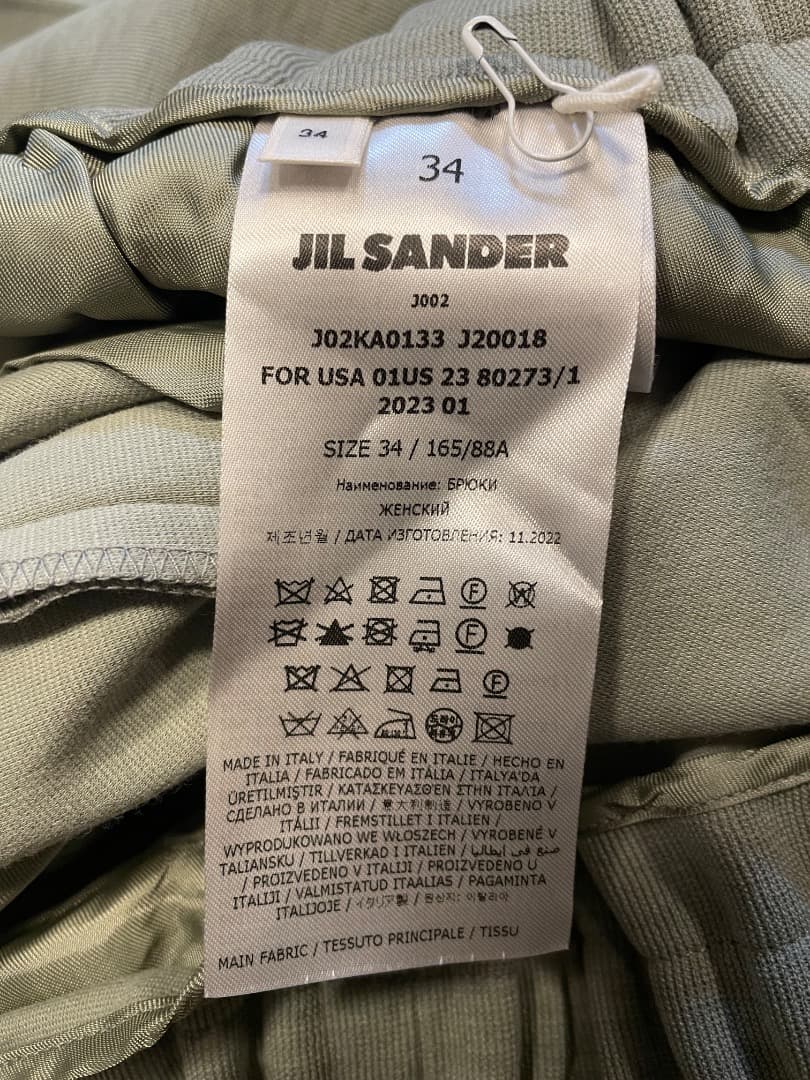 34
34
JIL SANDER
J002
J02KA0133 J20018
FOR USA 01US 23 80273/1
2023 01
SIZE 34 / 165/88A
Наименование: БРЮКИ
ЖЕНСКИЙ
제조년월 / ДАТА ИЗГОТОВЛЕНИЯ: 11.2022
F
F
F
드라이
MADE IN ITALY / FABRIQUÉ EN ITALIE / HECHO EN
ITALIA / FABRICADO EM ITÁLIA / ITALYA'DA
ÜRETILMIŞTIR / ΚΑΤΑΣΚΕΥΑΣΘΕΝ ΣΤΗΝ ΙΤΑΛΙΑ /
СДЕЛАНО В ИТАЛИИ / 意大利制造 / VYROBENO V
ITÁLII / FREMSTILLET I ITALIEN /
WYPRODUKOWANO WE WŁOSZECH / VYROBENÉ V
TALIANSKU / TILLVERKAD I ITALIEN / صنع في إيطاليا
/ PROIZVEDENO V ITALIJI / PROIZVEDENO U
ITALIJI / VALMISTATUD ITAALIAS / PAGAMINTA
ITALIJOJE / イタリア製 / 원산지: 이탈리아
MAIN FABRIC / TESSUTO PRINCIPALE / TISSU